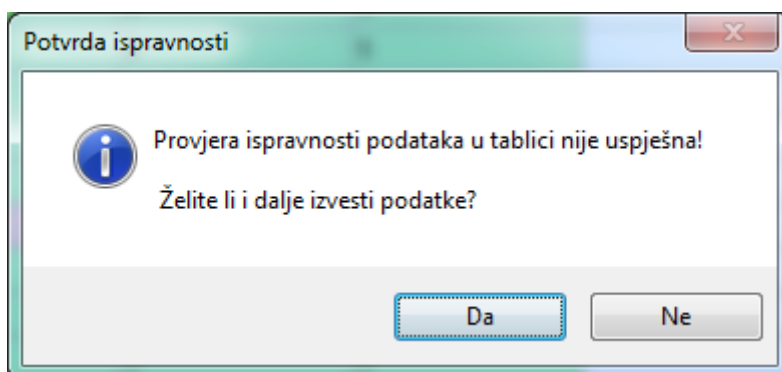 Potvrda ispravnosti
Provjera ispravnosti podataka u tablici nije uspješna!
Želite li i dalje izvesti podatke?
Da
Ne